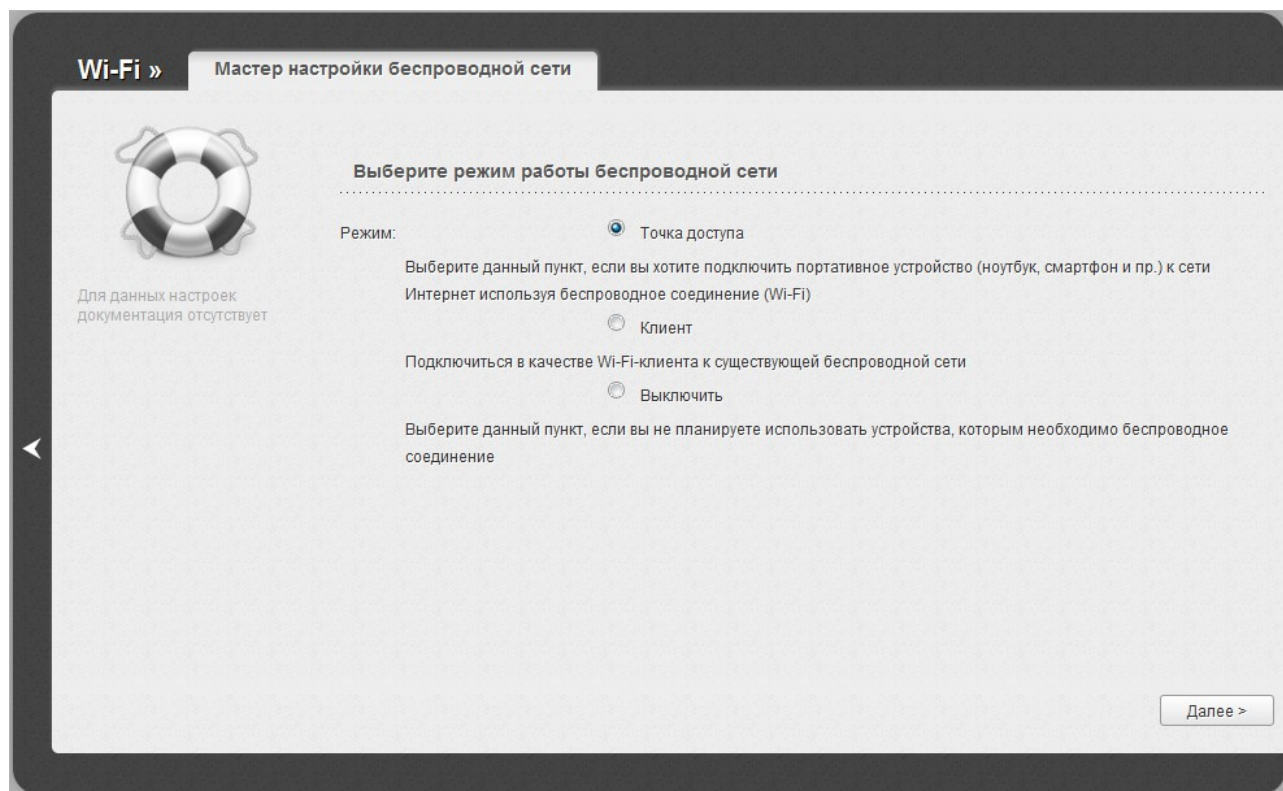 Wi-Fi »
Мастер настройки беспроводной сети
Выберите режим работы беспроводной сети
Для данных настроек
документация отсутствует
Режим:
Точка доступа
Выберите данный пункт, если вы хотите подключить портативное устройство (ноутбук, смартфон и пр.) к сети
Интернет используя беспроводное соединение (Wi-Fi)
Клиент
Подключиться в качестве Wi-Fi-клиента к существующей беспроводной сети
Выключить
Выберите данный пункт, если вы не планируете использовать устройства, которым необходимо беспроводное
соединение
Далее >